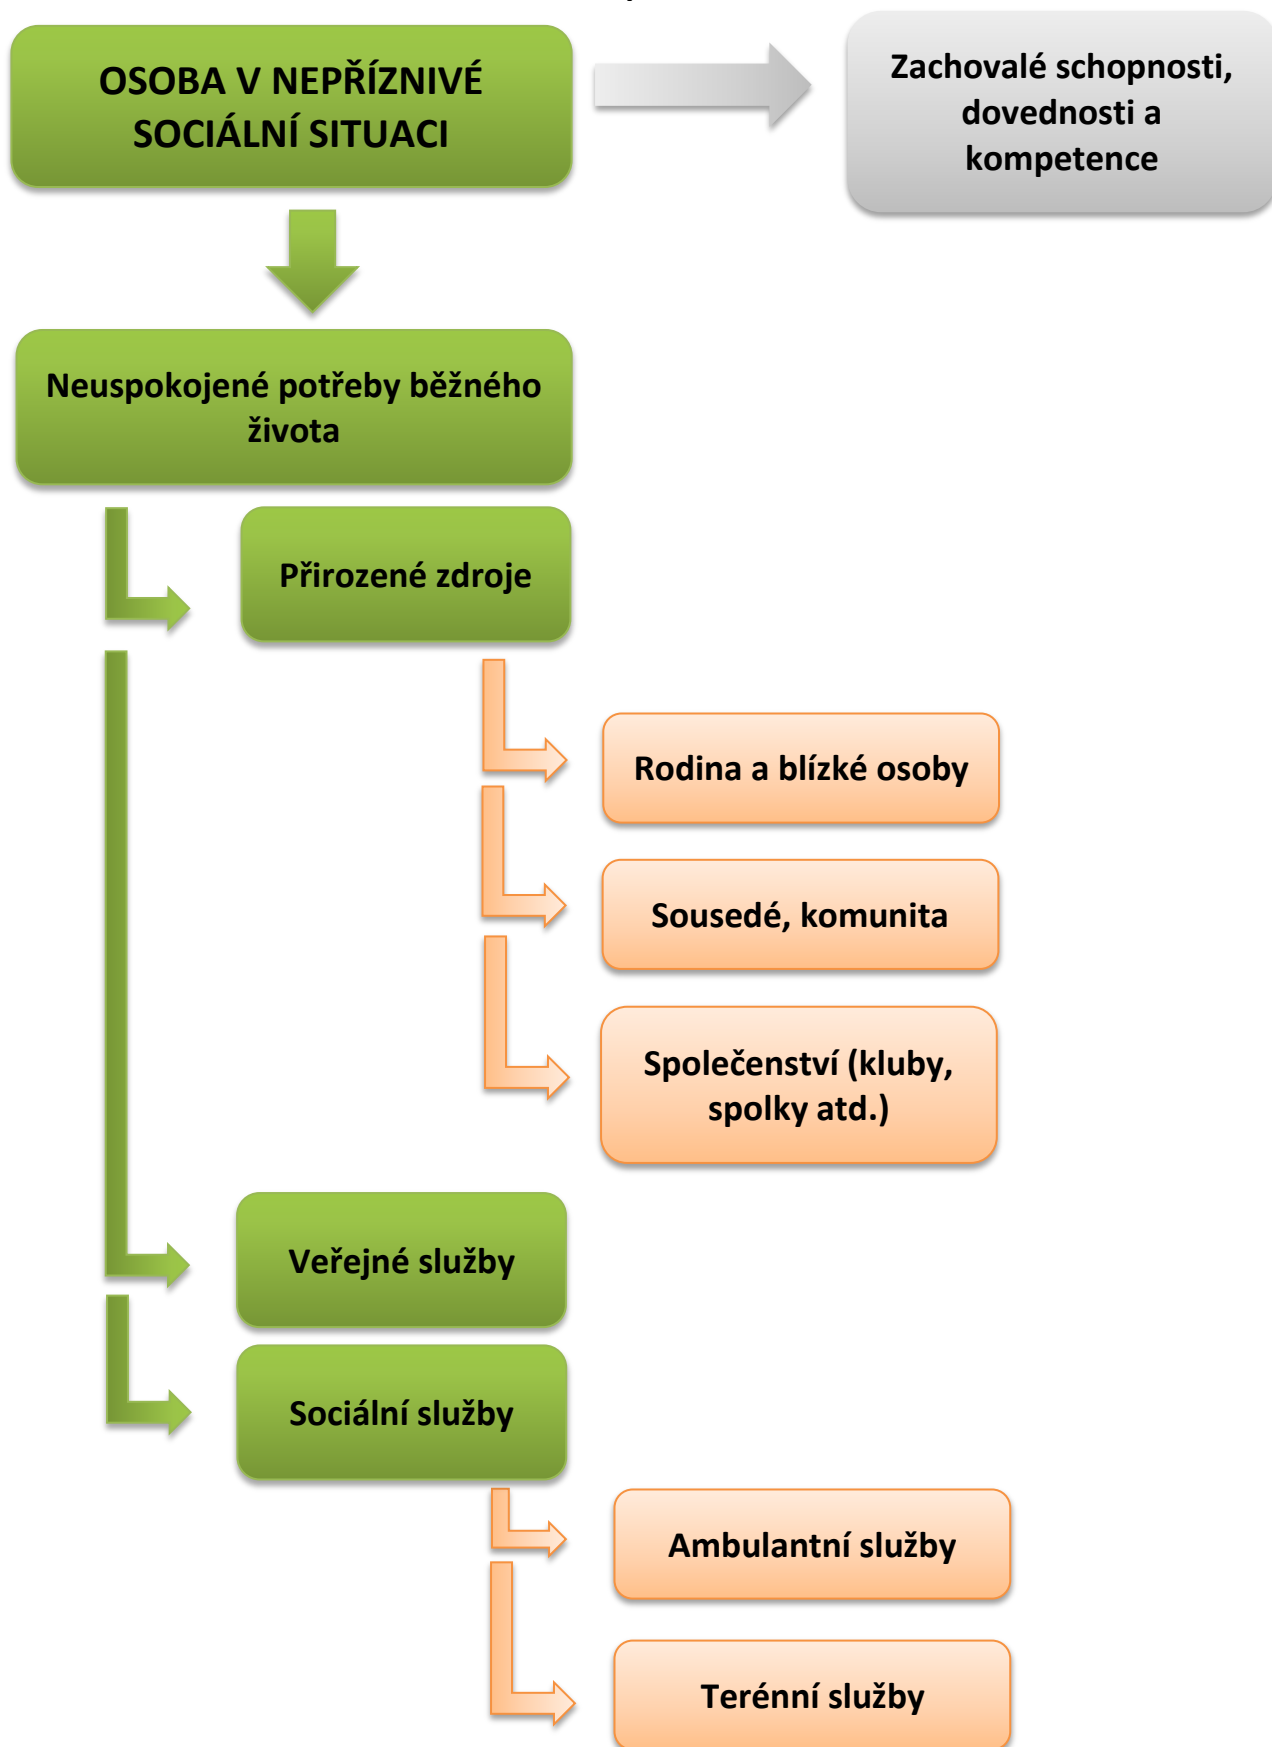 OSOBA V NEPŘÍZNIVÉ
SOCIÁLNÍ SITUACI
Zachovalé schopnosti,
dovednosti a
kompetence
Neuspokojené potřeby běžného
života
Přirozené zdroje
Rodina a blízké osoby
Sousedé, komunita
Společenství (kluby,
spolky atd.)
Veřejné služby
Sociální služby
Ambulantní služby
Terénní služby